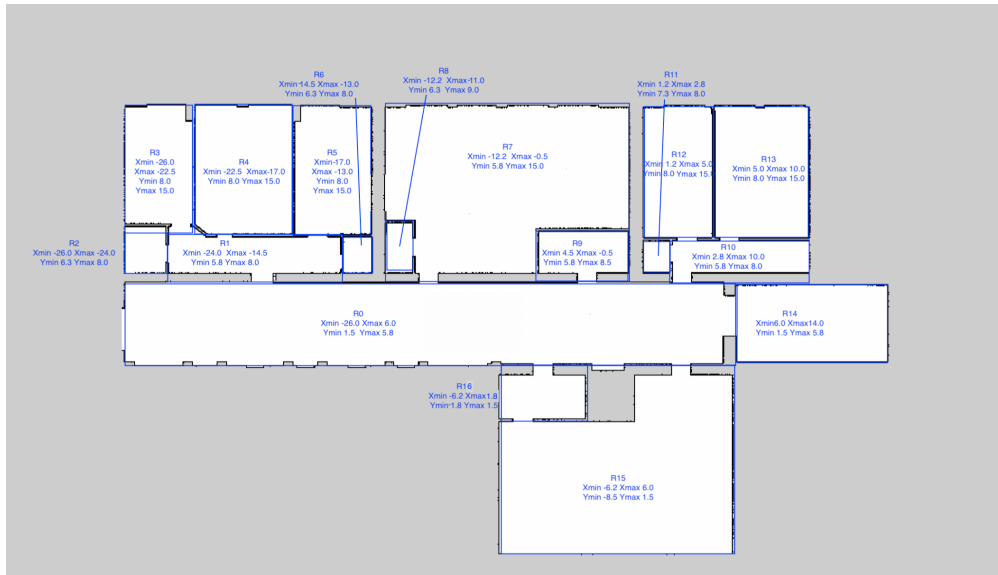 R6
Xmin-14.5 Xmax -13.0
Ymin 6.3 Ymax 8.0
R8
Xmin -12.2 Xmax-11.0
Ymin 6.3 Ymax 9.0
R11
Xmin 1.2 Xmax 2.8
Ymin 7.3 Ymax 8.0
R3
Xmin -26.0
Xmax -22.5
Ymin 8.0
Ymax 15.0
R4
Xmin -22.5 Xmax-17.0
Ymin 8.0 Ymax 15.0
R5
Xmin-17.0
Xmax -13.0
Ymin 8.0
Ymax 15.0
R7
Xmin -12.2 Xmax -0.5
Ymin 5.8 Ymax 15.0
R12
Xmin 1.2 Xmax 5.0
Ymin 8.0 Ymax 15.0
R13
Xmin 5.0 Xmax 10.0
Ymin 8.0 Ymax 15.0
R2
Xmin -26.0 Xmax -24.0
Ymin 6.3 Ymax 8.0
R1
Xmin -24.0 Xmax -14.5
Ymin 5.8 Ymax 8.0
R9
Xmin 4.5 Xmax -0.5
Ymin 5.8 Ymax 8.5
R10
Xmin 2.8 Xmax 10.0
Ymin 5.8 Ymax 8.0
R0
Xmin -26.0 Xmax 6.0
Ymin 1.5 Ymax 5.8
R14
Xmin6.0 Xmax14.0
Ymin 1.5 Ymax 5.8
R16
Xmin -6.2 Xmax1.8
Ymin-1.8 Ymax 1.5
R15
Xmin -6.2 Xmax 6.0
Ymin -8.5 Ymax 1.5